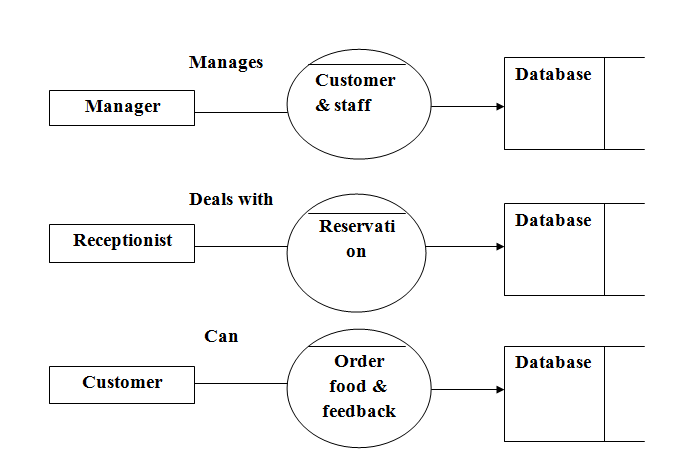 Manages
Manager
Customer
& staff
Database
Deals with
Receptionist
Reservati
on
Database
Can
Customer
Order
food &
feedback
Database